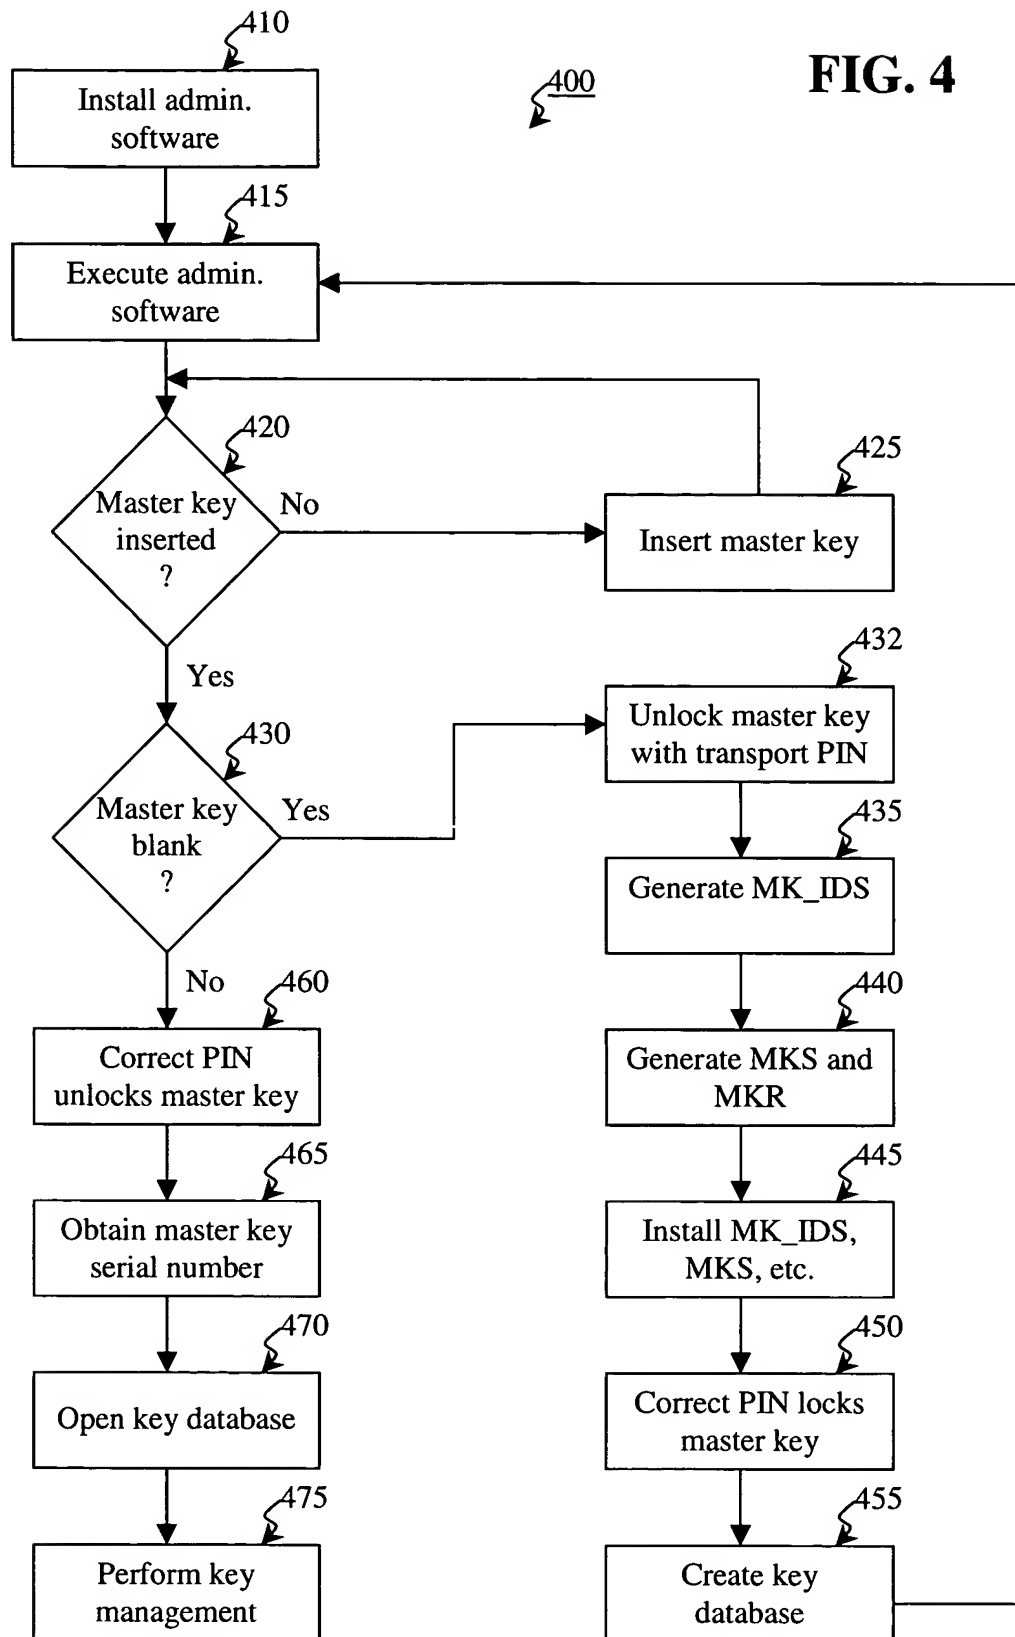 FIG. 4
400
410
Install admin.
software
415
Execute admin.
software
420
Master key
inserted
?
No
Yes
425
Insert master key
430
Master key
blank
?
Yes
No
432
Unlock master key
with transport PIN
435
Generate MK_IDS
440
Generate MKS and
MKR
445
Install MK_IDS,
MKS, etc.
450
Correct PIN locks
master key
455
Create key
database
460
Correct PIN
unlocks master key
465
Obtain master key
serial number
470
Open key database
475
Perform key
management